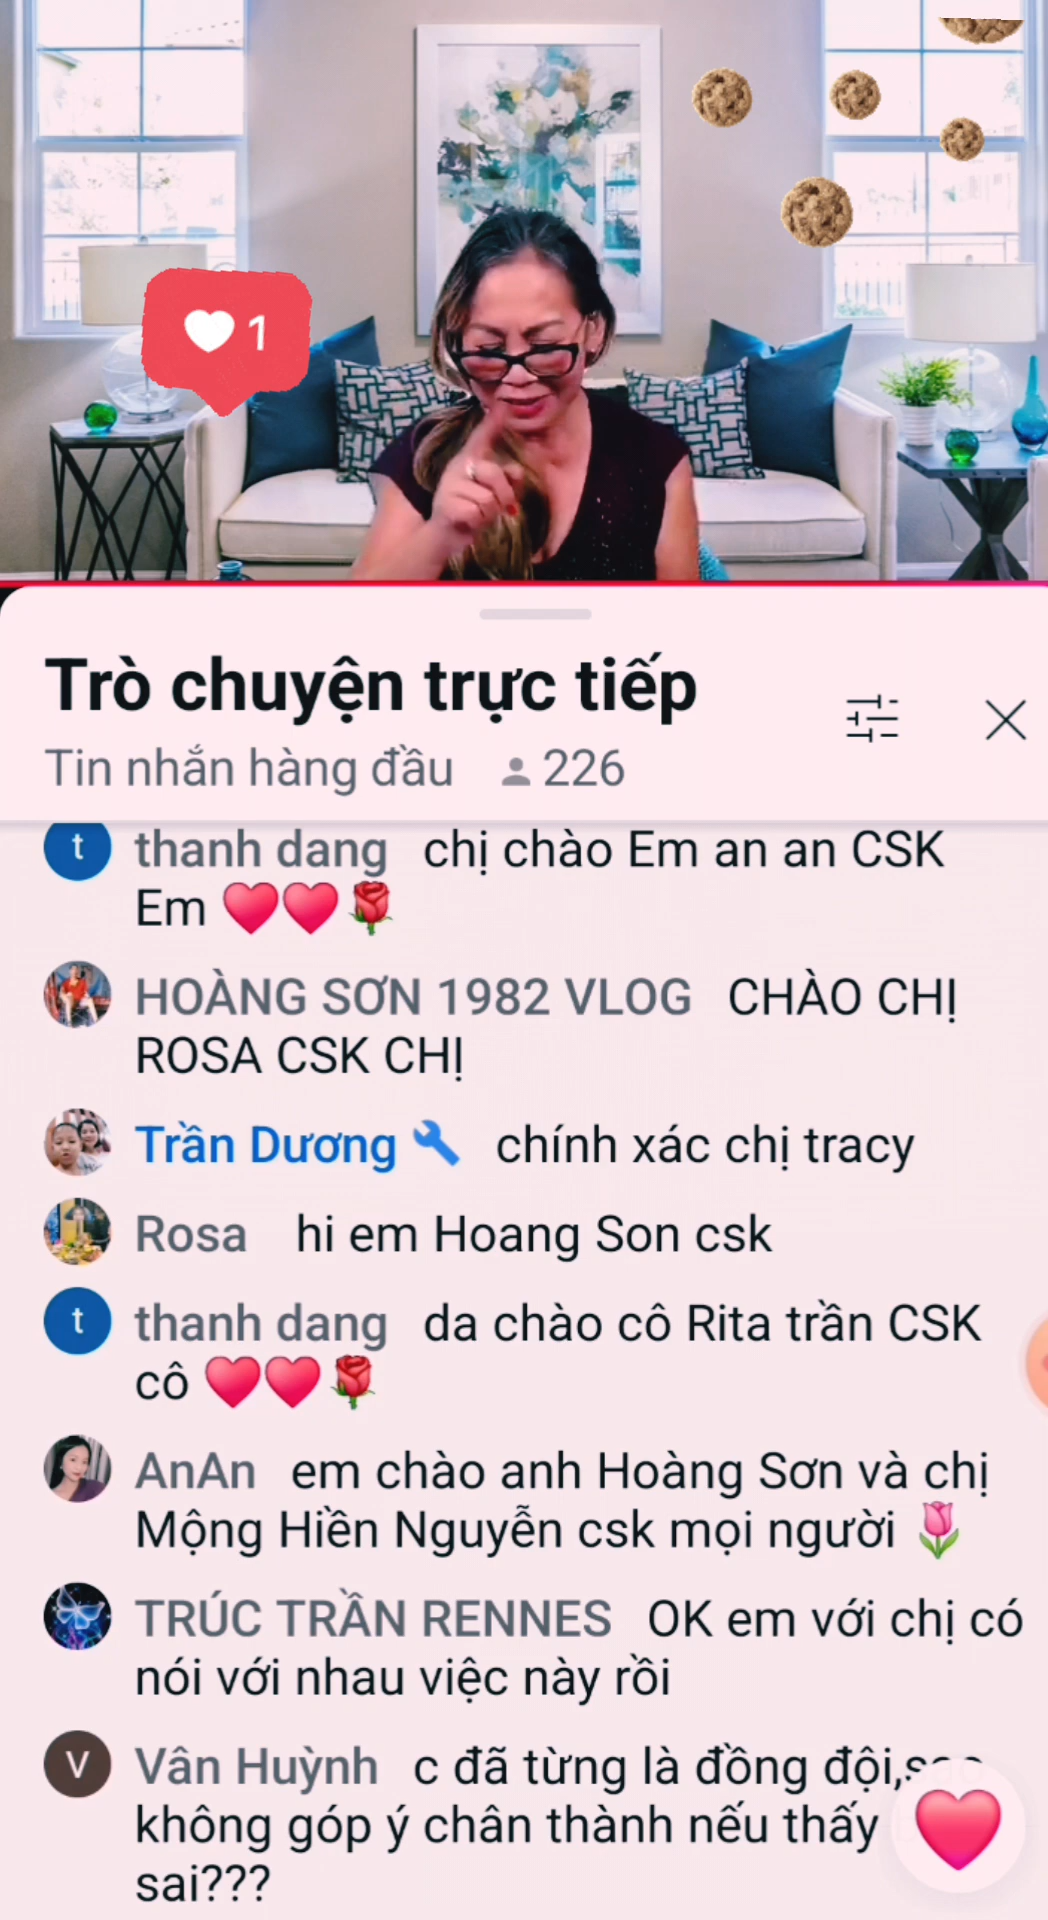 1
Trò chuyện trực tiếp
Tin nhắn hàng đầu 226
t thanh dang chị chào Em an an CSK
Em
HOÀNG SƠN 1982 VLOG CHÀO CHỊ
ROSA CSK CHỊ
Trần Dương chính xác chị tracy
Rosa hi em Hoang Son csk
t thanh dang da chào cô Rita trần CSK
cô
AnAn em chào anh Hoàng Sơn và chị
Mộng Hiền Nguyễn csk mọi người
TRÚC TRẦN RENNES OK em với chị có
nói với nhau việc này rồi
V Vân Huỳnh c đã từng là đồng đội,sao
không góp ý chân thành nếu thấy
sai???